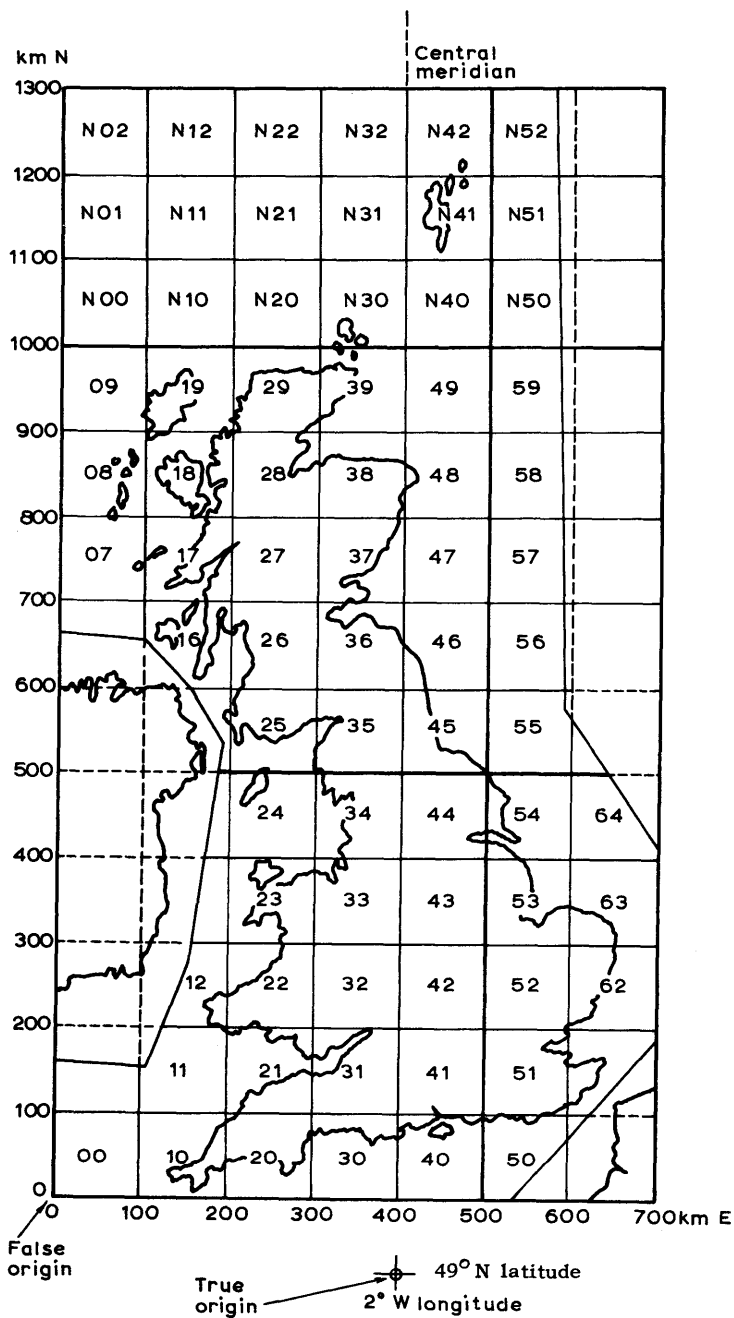 km N
Central
meridian
1300
N02 N12 N22 N32 N42 N52
1200
N01 N11 N21 N31 N41 N51
1100
N00 N10 N20 N30 N40 N50
1000
09 19 29 39 49 59
900
08 18 28 38 48 58
800
07 17 27 37 47 57
700
16 26 36 46 56
600
25 35 45 55
500
24 34 44 54 64
400
23 33 43 53 63
300
12 22 32 42 52 62
200
11 21 31 41 51
100
00 10 20 30 40 50
0
0 100 200 300 400 500 600 700km E
False
origin
True
origin
49° N latitude
2° W longitude